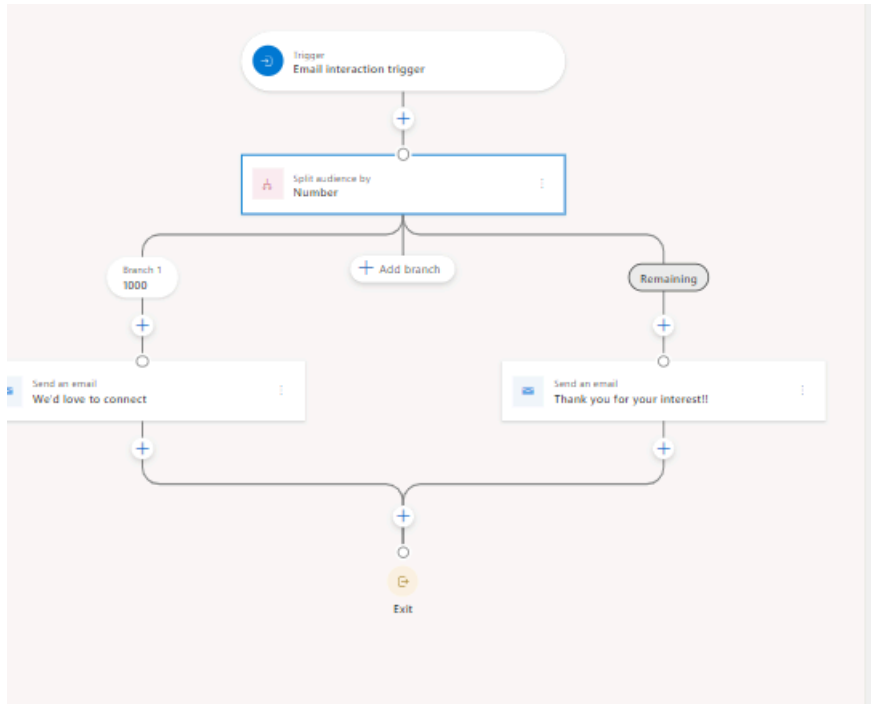 Trigger
Email interaction trigger
Split audience by
Number
Branch 1
1000
Add branch
Remaining
Send an email
We'd love to connect
Send an email
Thank you for your interest!!
Exit